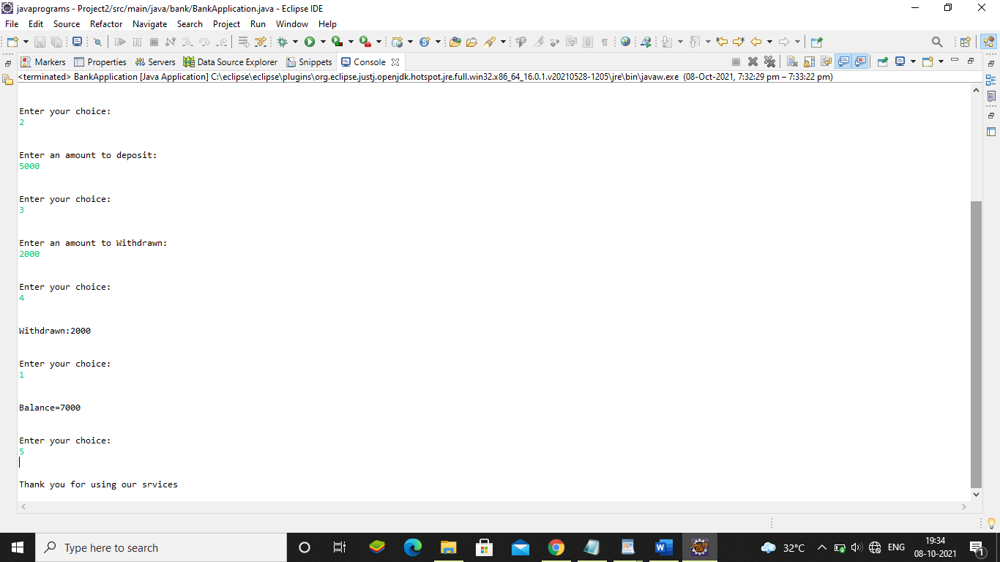 javaprograms - Project2/src/main/java/bank/BankApplication.java - Eclipse IDE
File Edit Source Refactor Navigate Search Project Run Window Help
Markers Properties Servers Data Source Explorer Snippets Console
<terminated> BankApplication [Java Application] C:\eclipse\eclipse\plugins\org.eclipse.justj.openjdk.hotspot.jre.full.win32.x86_64_16.0.1.v20210528-1205\jre\bin\javaw.exe (08-Oct-2021, 7:32:29 pm – 7:33:22 pm)
Enter your choice:
2
Enter an amount to deposit:
5000
Enter your choice:
3
Enter an amount to Withdrawn:
2000
Enter your choice:
4
Withdrawn:2000
Enter your choice:
1
Balance=7000
Enter your choice:
5
Thank you for using our srvices
Type here to search
32°C
ENG
19:34
08-10-2021
1